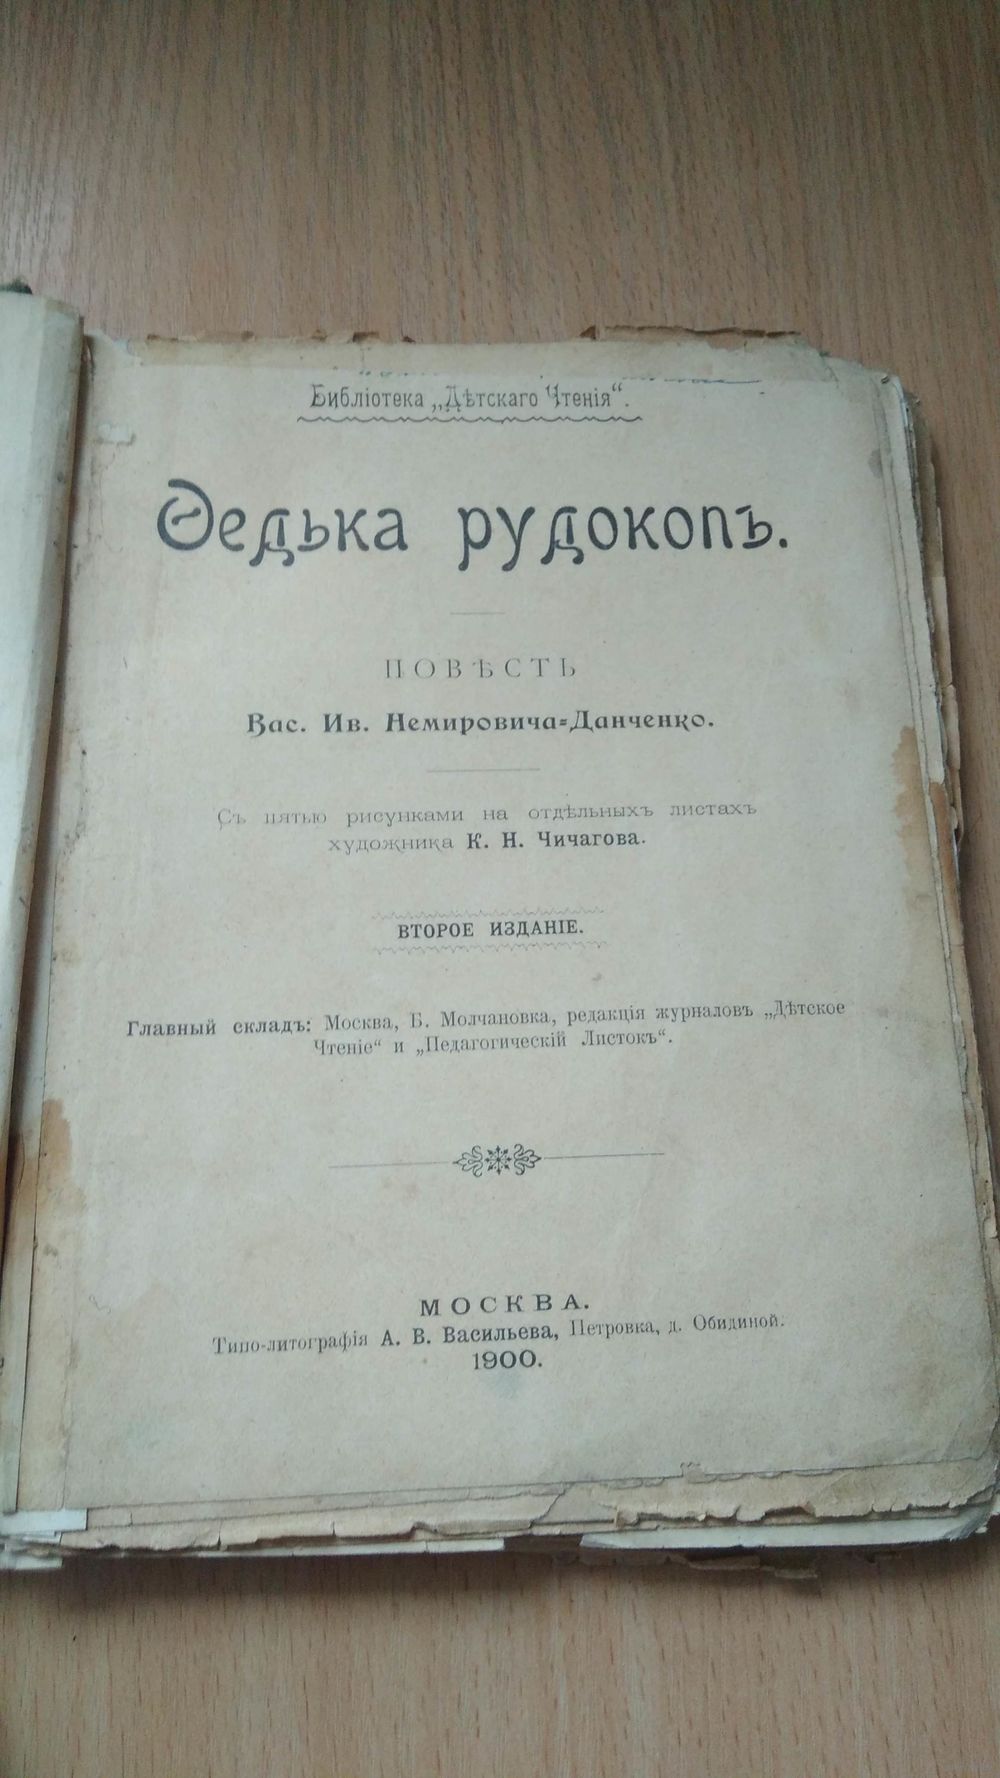 Библіотека „Дѣтскаго Чтенія“.
Ѳедька рудокопъ.
ПОВѢСТЬ
Вас. Ив. Немировича-Данченко.
Съ пятью рисунками на отдѣльныхъ листахъ
художника К. Н. Чичагова.
ВТОРОЕ ИЗДАНІЕ.
Главный складъ: Москва, Б. Молчановка, редакція журналовъ „Дѣтское
Чтеніе“ и „Педагогическій Листокъ“.
МОСКВА.
Типо-литографія А. В. Васильева, Петровка, д. Обидиной.
1900.